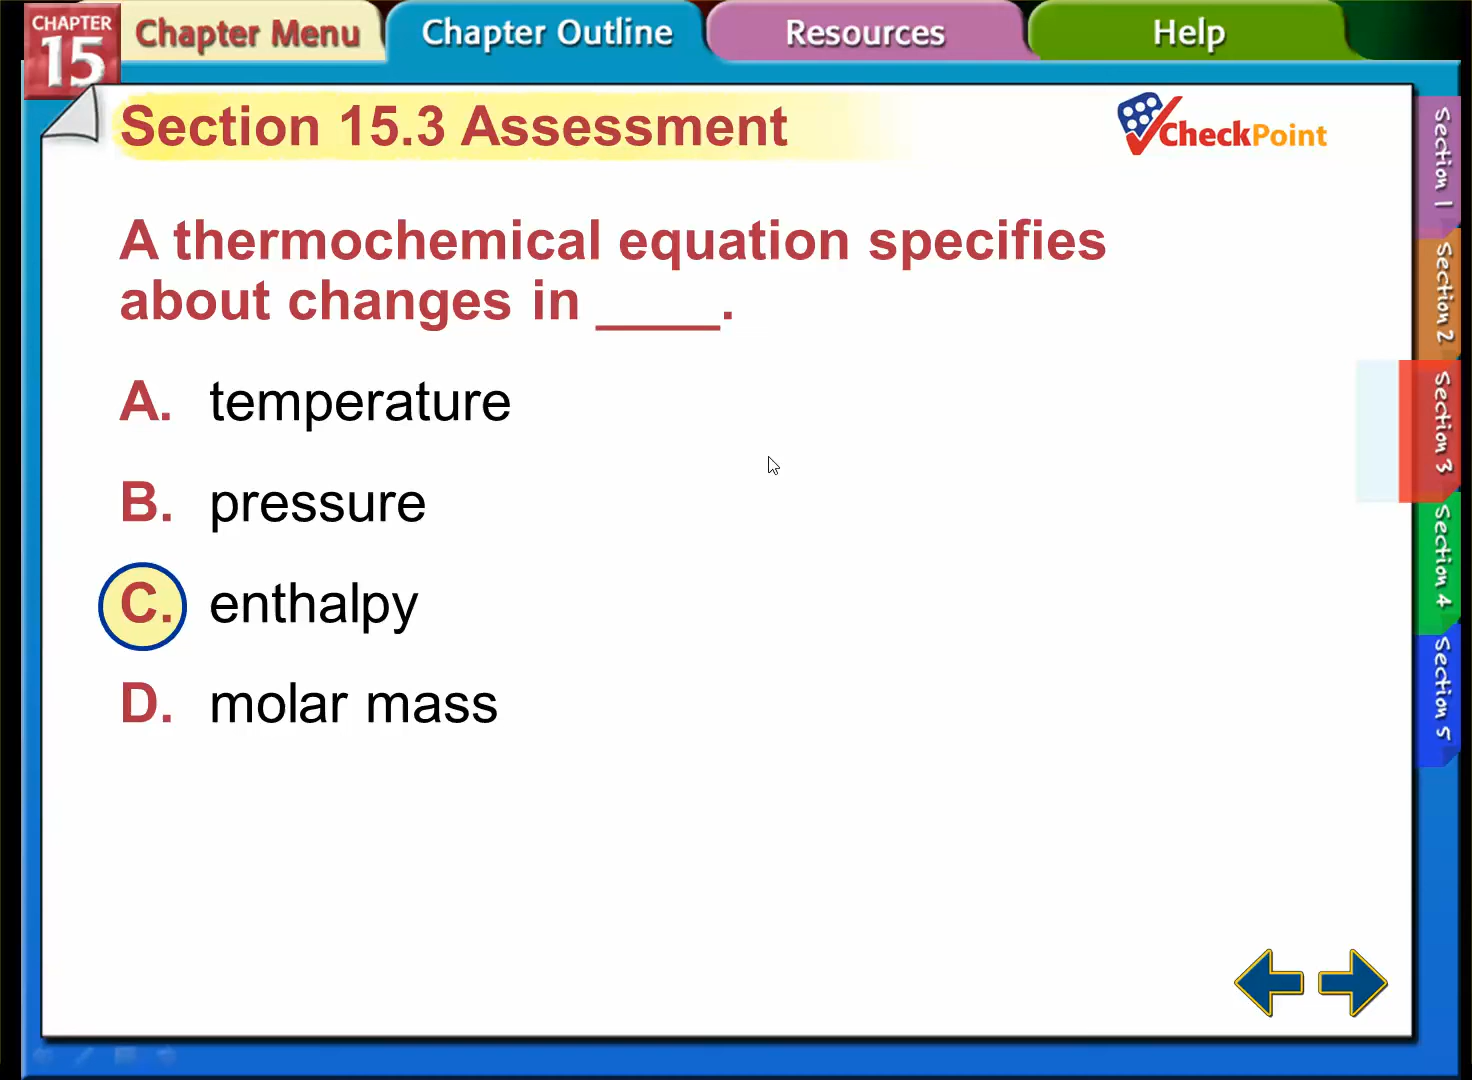 CHAPTER
15
Chapter Menu
Chapter Outline
Resources
Help
Section 15.3 Assessment
CheckPoint
A thermochemical equation specifies
about changes in ____.
A. temperature
B. pressure
C. enthalpy
D. molar mass
Section 1
Section 2
Section 3
Section 4
Section 5